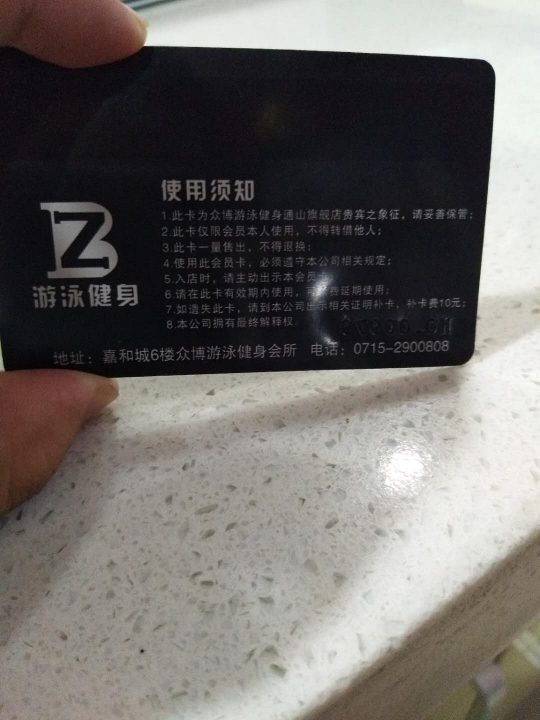 使用须知
1.此卡为众博游泳健身通山旗舰店贵宾之象征，请妥善保管；
2.此卡仅限会员本人使用，不得转借他人；
3.此卡一量售出，不得退换；
4.使用此会员卡，必须遵守本公司相关规定；
5.入店时，请主动出示本会员卡
6.请在此卡有效期内使用，延期使用；
7.如遗失此卡，请到本公司出示相关证明补卡，补卡费10元；
8.本公司拥有最终解释权
BZ
游泳健身
地址：嘉和城6楼众博游泳健身会所 电话：0715-2900808